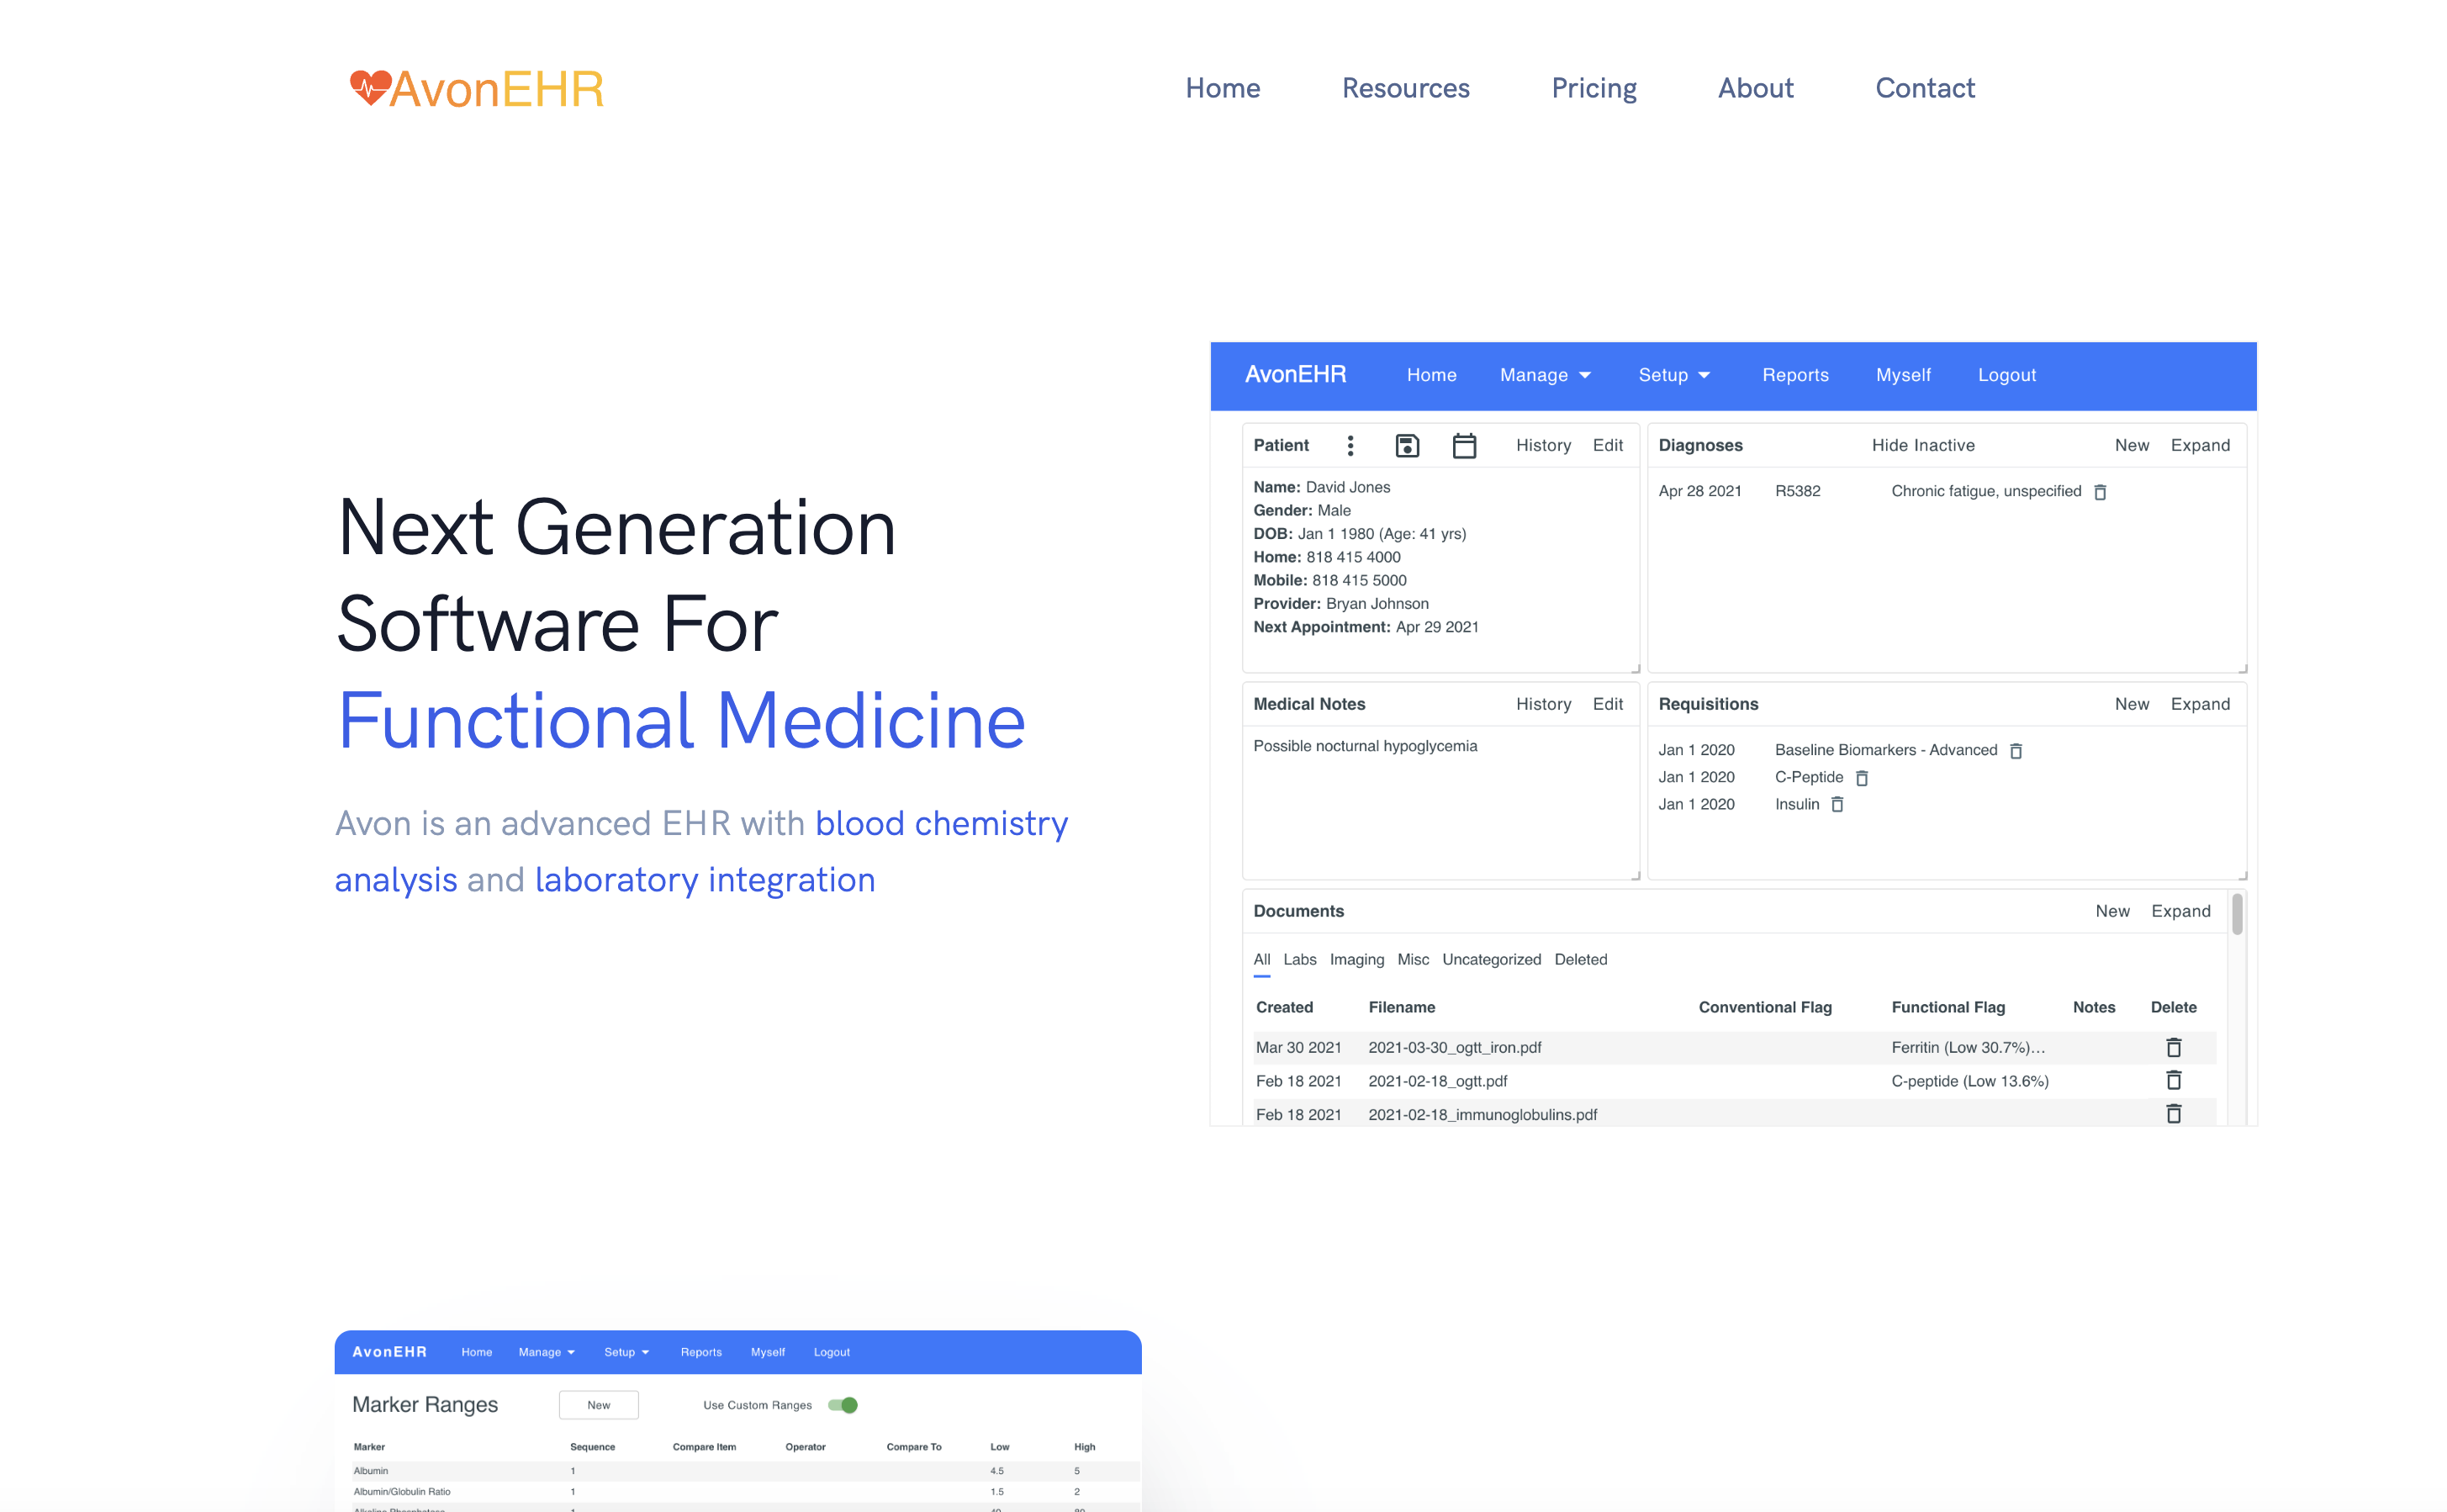 AvonEHR
Home Resources Pricing About Contact
Next Generation
Software For
Functional Medicine
Avon is an advanced EHR with blood chemistry
analysis and laboratory integration
AvonEHR Home Manage Setup Reports Myself Logout
Patient History Edit
Name: David Jones
Gender: Male
DOB: Jan 1 1980 (Age: 41 yrs)
Home: 818 415 4000
Mobile: 818 415 5000
Provider: Bryan Johnson
Next Appointment: Apr 29 2021
Diagnoses Hide Inactive New Expand
Apr 28 2021 R5382 Chronic fatigue, unspecified
Medical Notes History Edit
Possible nocturnal hypoglycemia
Requisitions New Expand
Jan 1 2020 Baseline Biomarkers - Advanced
Jan 1 2020 C-Peptide
Jan 1 2020 Insulin
Documents New Expand
All Labs Imaging Misc Uncategorized Deleted
Created Filename Conventional Flag Functional Flag Notes Delete
Mar 30 2021 2021-03-30_ogtt_iron.pdf Ferritin (Low 30.7%)...
Feb 18 2021 2021-02-18_ogtt.pdf C-peptide (Low 13.6%)
Feb 18 2021 2021-02-18_immunoglobulins.pdf
AvonEHR Home Manage Setup Reports Myself Logout
Marker Ranges New Use Custom Ranges
Marker Sequence Compare Item Operator Compare To Low High
Albumin 1 4.5 5
Albumin/Globulin Ratio 1 1.5 2